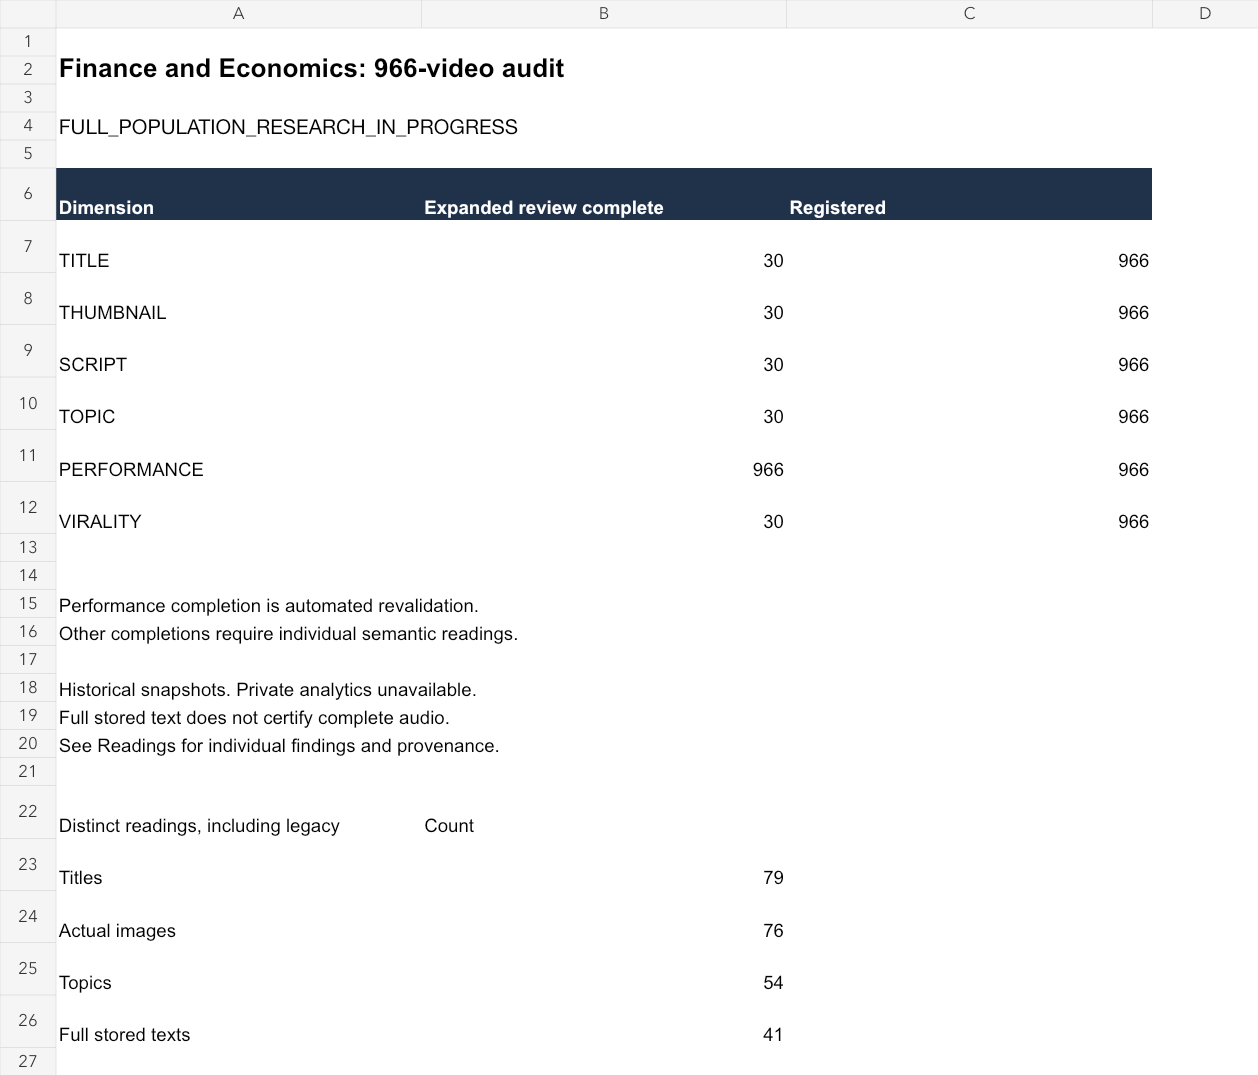 A B C D
1
2 Finance and Economics: 966-video audit
3
4 FULL_POPULATION_RESEARCH_IN_PROGRESS
5
6 Dimension Expanded review complete Registered
7 TITLE 30 966
8 THUMBNAIL 30 966
9 SCRIPT 30 966
10 TOPIC 30 966
11 PERFORMANCE 966 966
12 VIRALITY 30 966
13
14
15 Performance completion is automated revalidation.
16 Other completions require individual semantic readings.
17
18 Historical snapshots. Private analytics unavailable.
19 Full stored text does not certify complete audio.
20 See Readings for individual findings and provenance.
21
22 Distinct readings, including legacy Count
23 Titles 79
24 Actual images 76
25 Topics 54
26 Full stored texts 41
27